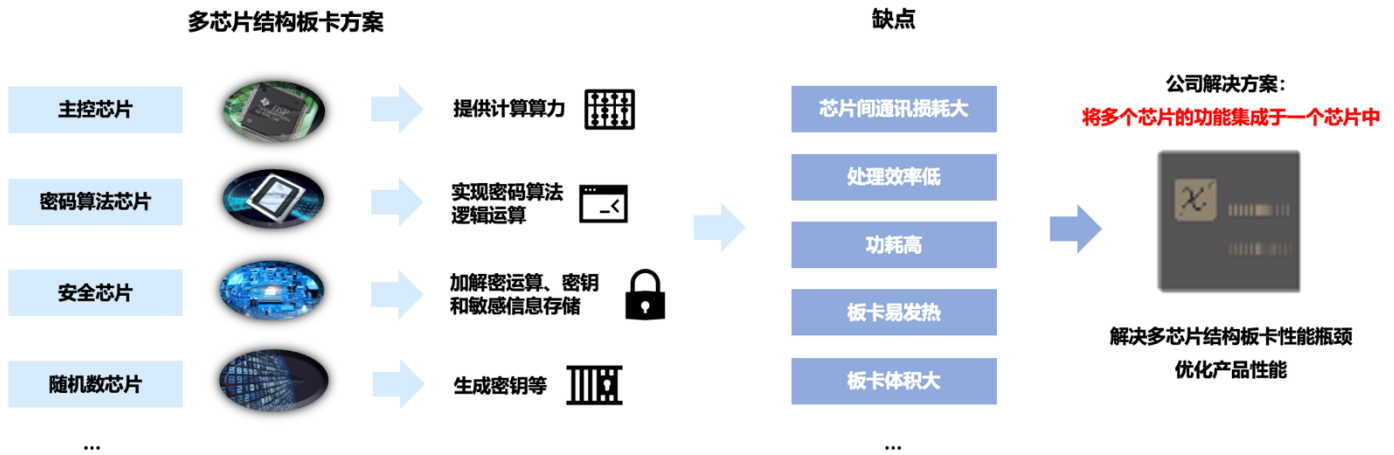 多芯片结构板卡方案
缺点
主控芯片
提供计算算力
密码算法芯片
实现密码算法
逻辑运算
安全芯片
加解密运算、密钥
和敏感信息存储
随机数芯片
生成密钥等
...
芯片间通讯损耗大
处理效率低
功耗高
板卡易发热
板卡体积大
...
公司解决方案：
将多个芯片的功能集成于一个芯片中
解决多芯片结构板卡性能瓶颈
优化产品性能